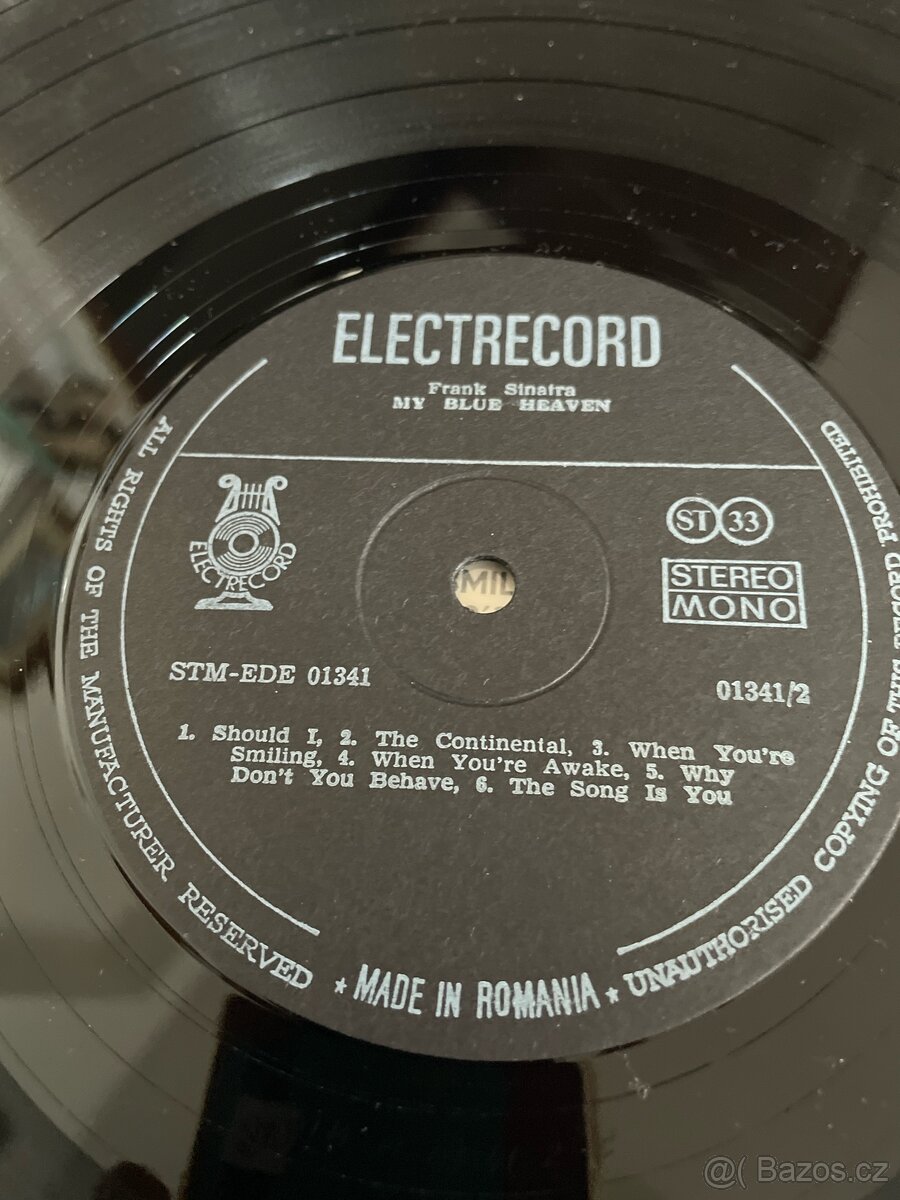 ELECTRECORD
Frank Sinatra
MY BLUE HEAVEN
ELECTRECORD
ST 33
STEREO
MONO
MIL
STM-EDE 01341
01341/2
1. Should I, 2. The Continental, 3. When You're
Smiling, 4. When You're Awake, 5. Why
Don't You Behave, 6. The Song Is You
ALL RIGHTS OF THE MANUFACTURER RESERVED ★ MADE IN ROMANIA ★ UNAUTHORISED COPYING OF THIS RECORD PROHIBITED
@( Bazos.cz